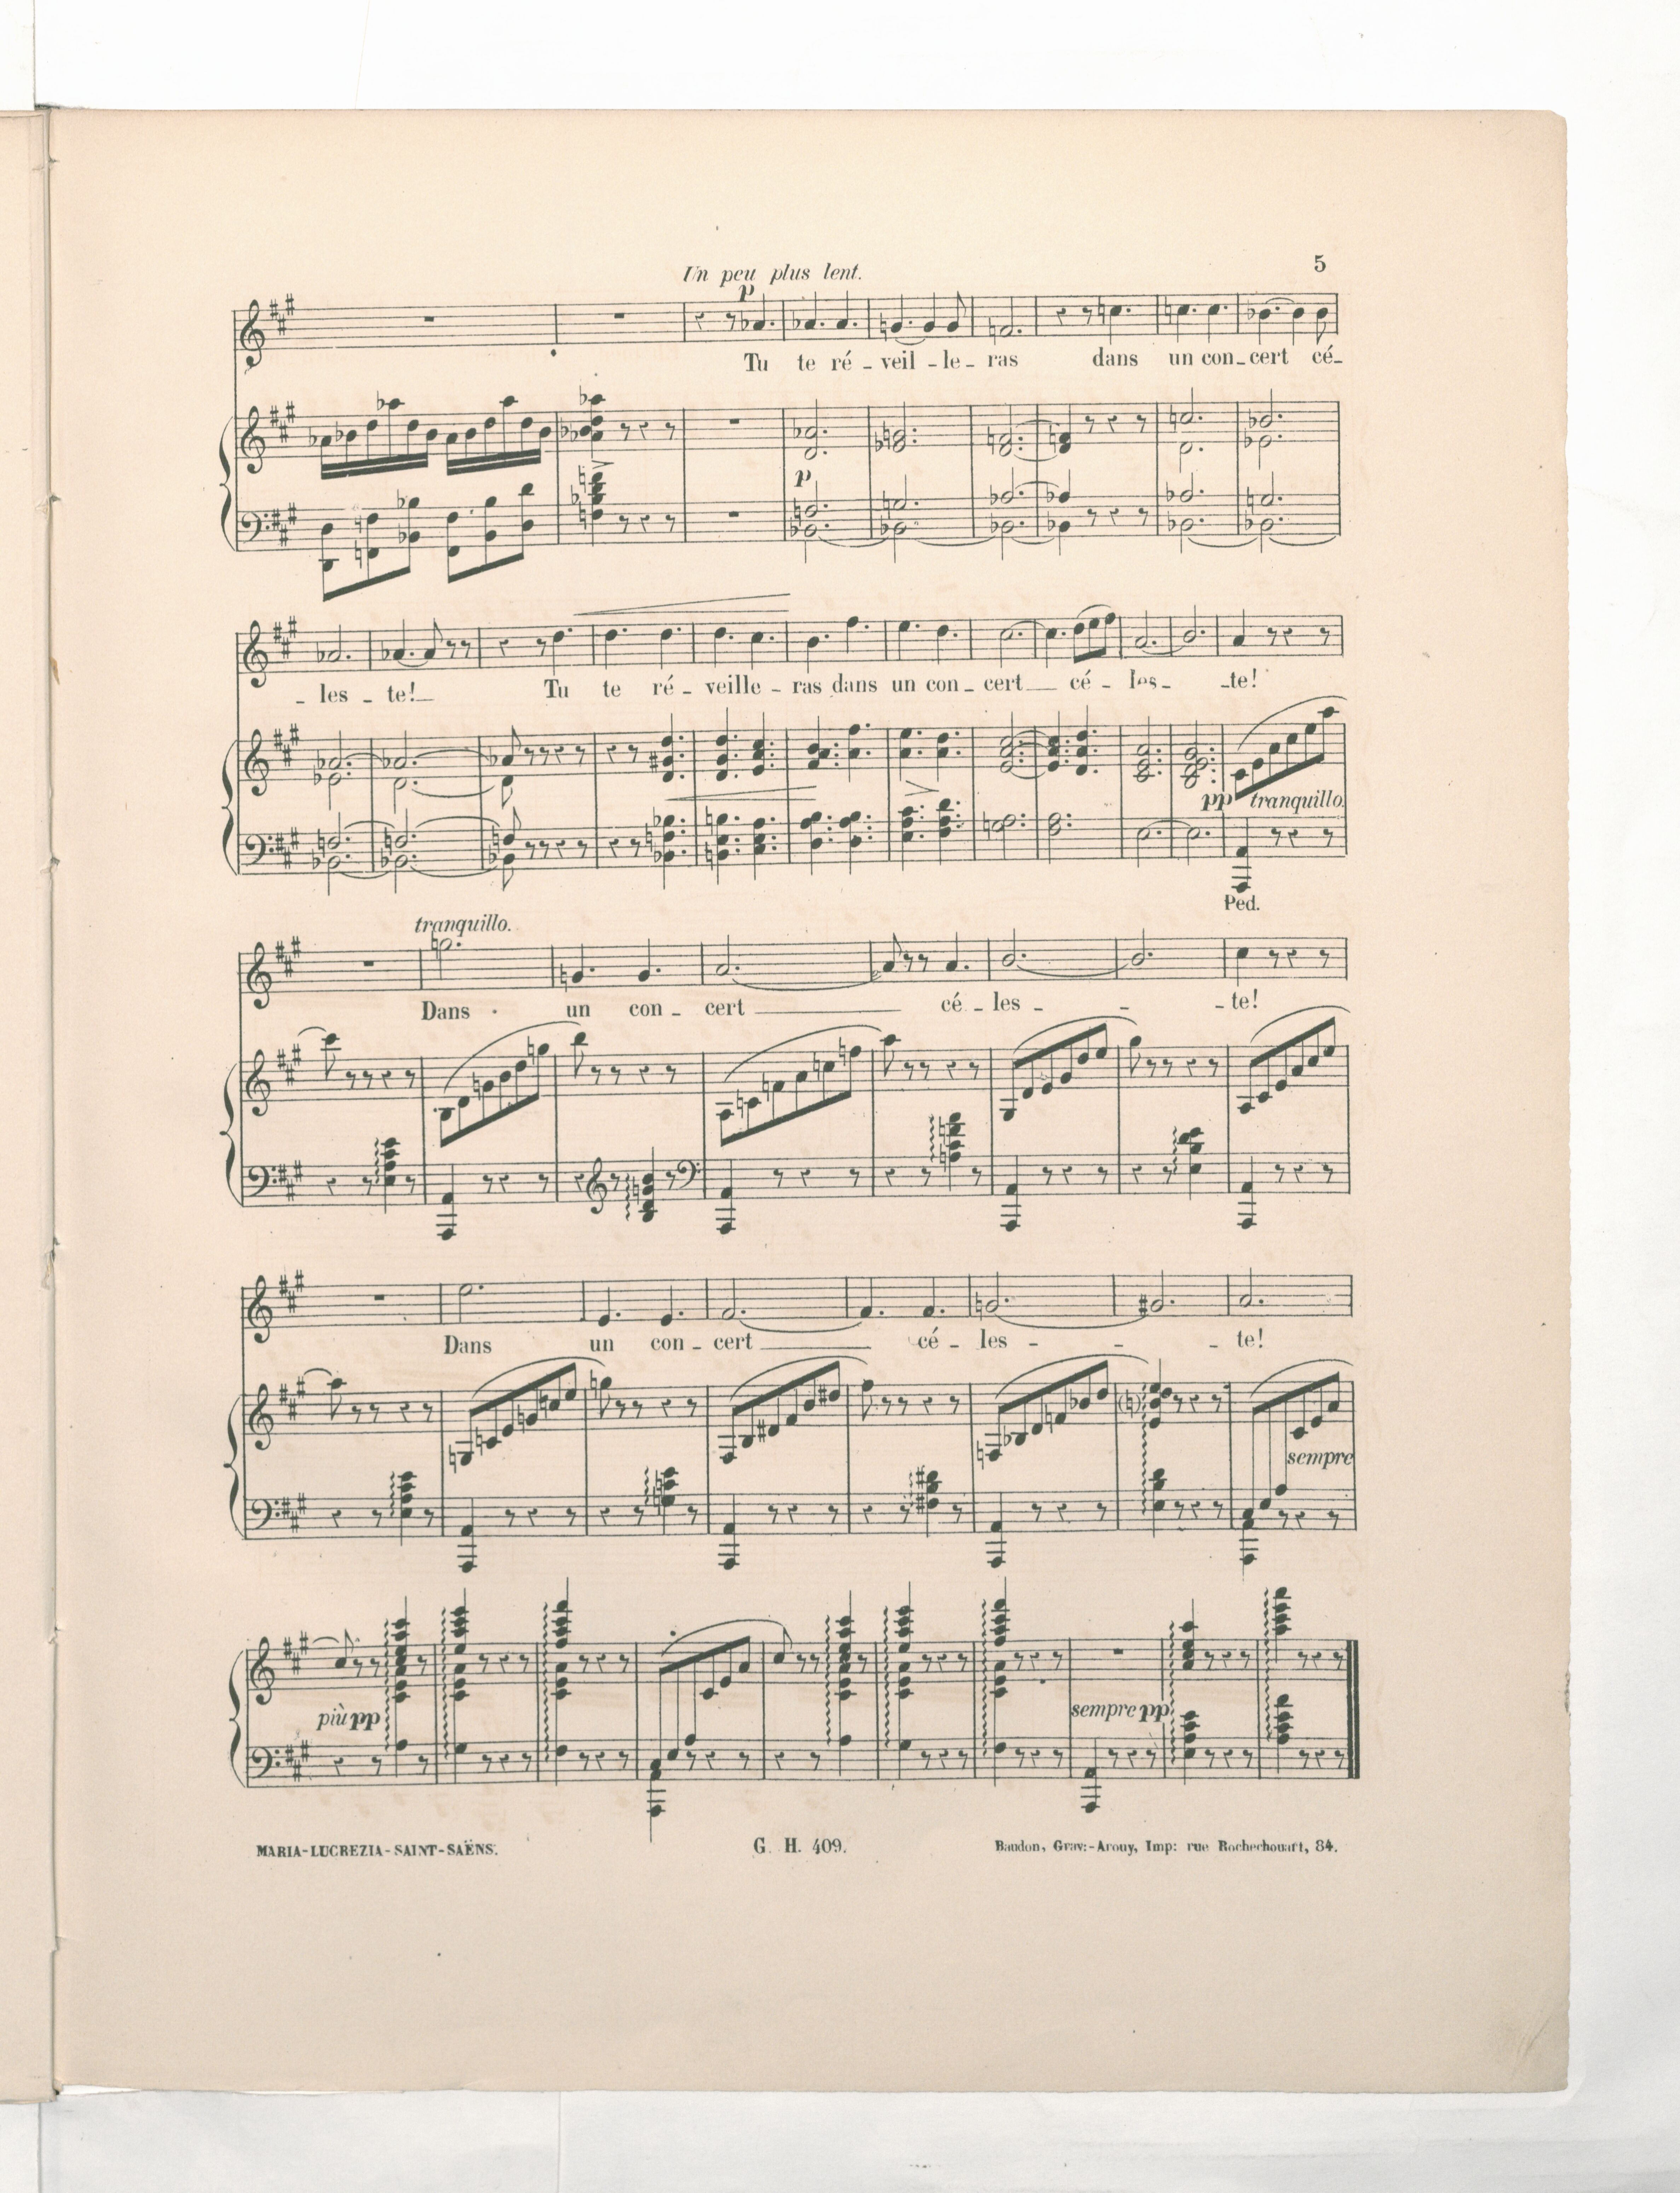 5
Un peu plus lent.
p
Tu te ré - veil - le - ras dans un con - cert cé -
p
- les - te! Tu te ré - veille - ras dans un con - cert cé - les - - te!
pp tranquillo.
Ped.
tranquillo.
Dans un con - cert cé - les - - - te!
Dans un con - cert cé - les - - - te!
sempre
più pp
sempre pp
MARIA-LUCREZIA-SAINT-SAËNS. G. H. 409. Baudon, Grav:-Arouy, Imp: rue Rochechouart, 84.